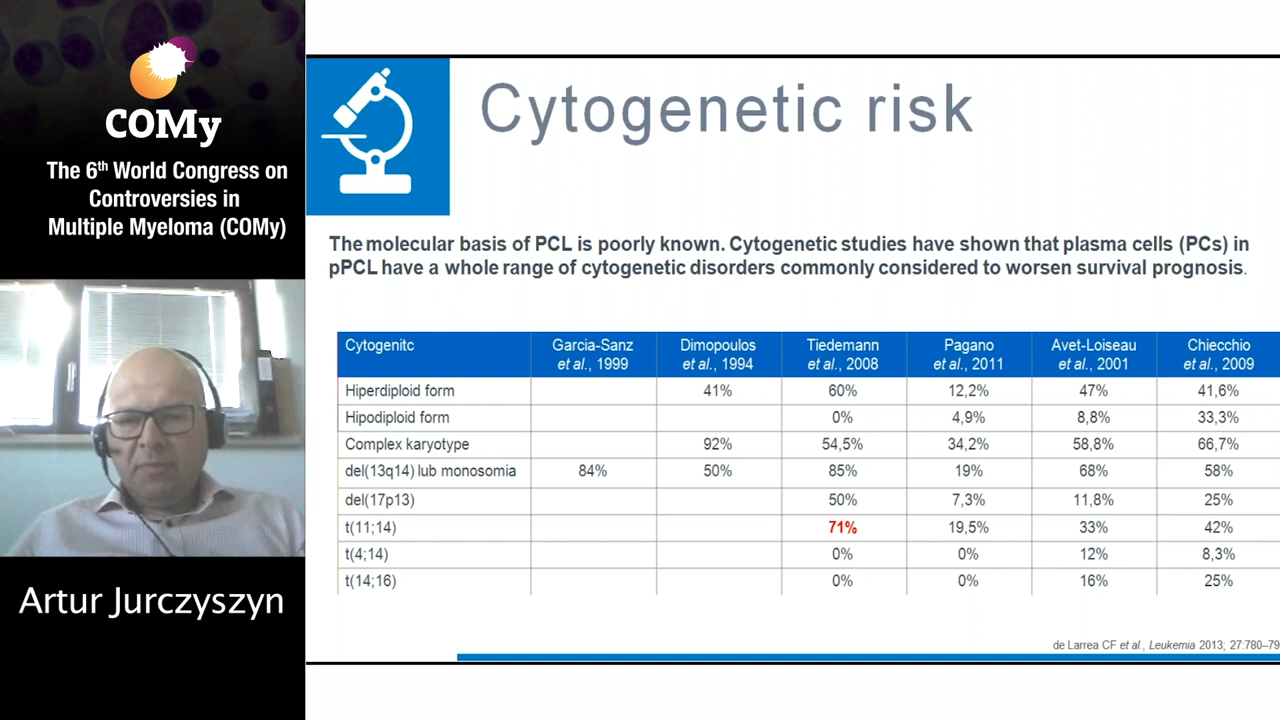 COMy
The 6th World Congress on
Controversies in
Multiple Myeloma (COMy)
Artur Jurczyszyn
Cytogenetic risk
The molecular basis of PCL is poorly known. Cytogenetic studies have shown that plasma cells (PCs) in
pPCL have a whole range of cytogenetic disorders commonly considered to worsen survival prognosis.
Cytogenitc Garcia-Sanz et al., 1999 Dimopoulos et al., 1994 Tiedemann et al., 2008 Pagano et al., 2011 Avet-Loiseau et al., 2001 Chiecchio et al., 2009
Hiperdiploid form 41% 60% 12,2% 47% 41,6%
Hipodiploid form 0% 4,9% 8,8% 33,3%
Complex karyotype 92% 54,5% 34,2% 58,8% 66,7%
del(13q14) lub monosomia 84% 50% 85% 19% 68% 58%
del(17p13) 50% 7,3% 11,8% 25%
t(11;14) 71% 19,5% 33% 42%
t(4;14) 0% 0% 12% 8,3%
t(14;16) 0% 0% 16% 25%
de Larrea CF et al., Leukemia 2013; 27:780–79